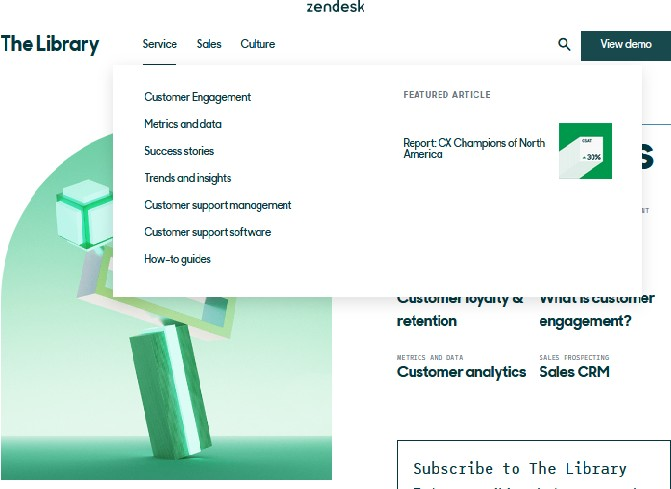 zendesk
The Library
Service Sales Culture
View demo
Customer Engagement
Metrics and data
Success stories
Trends and insights
Customer support management
Customer support software
How-to guides
FEATURED ARTICLE
Report: CX Champions of North
America
CSAT
30%
Customer loyalty &
retention
What is customer
engagement?
METRICS AND DATA
Customer analytics
SALES PROSPECTING
Sales CRM
Subscribe to The Library